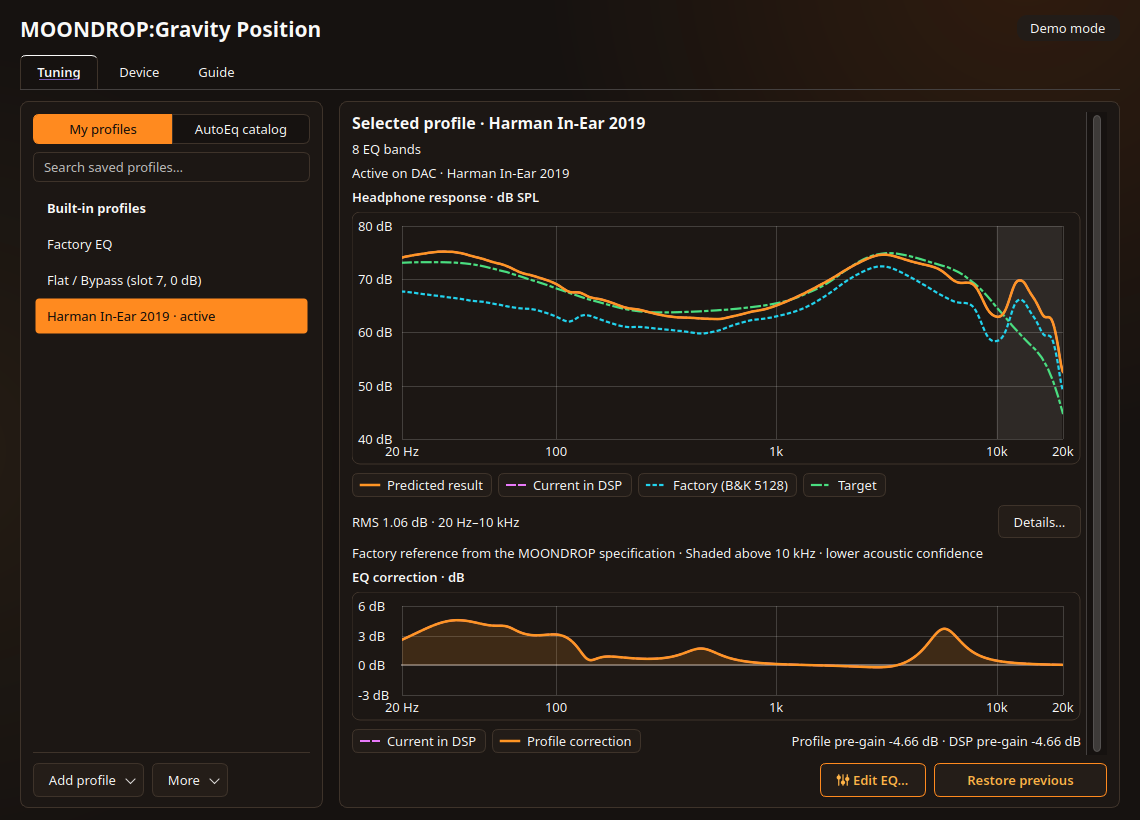 MOONDROP:Gravity Position
Demo mode
Tuning
Device
Guide
My profiles
AutoEq catalog
Search saved profiles...
Built-in profiles
Factory EQ
Flat / Bypass (slot 7, 0 dB)
Harman In-Ear 2019 · active
Add profile
More
Selected profile · Harman In-Ear 2019
8 EQ bands
Active on DAC · Harman In-Ear 2019
Headphone response · dB SPL
80 dB
70 dB
60 dB
50 dB
40 dB
20 Hz
100
1k
10k
20k
Predicted result
Current in DSP
Factory (B&K 5128)
Target
RMS 1.06 dB · 20 Hz–10 kHz
Details...
Factory reference from the MOONDROP specification · Shaded above 10 kHz · lower acoustic confidence
EQ correction · dB
6 dB
3 dB
0 dB
-3 dB
20 Hz
100
1k
10k
20k
Current in DSP
Profile correction
Profile pre-gain -4.66 dB · DSP pre-gain -4.66 dB
Edit EQ...
Restore previous